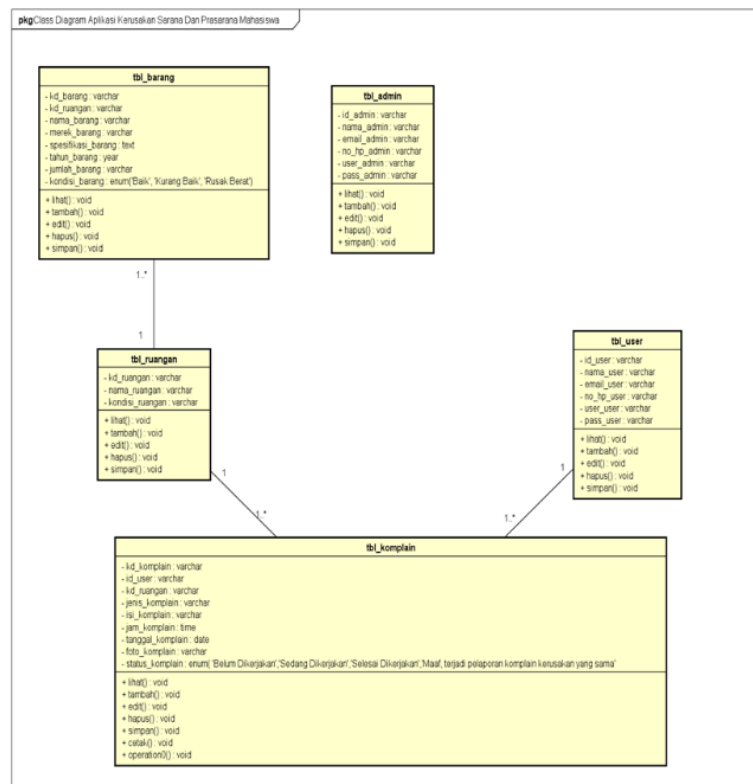 pkg Class Diagram Aplikasi Kerusakan Sarana Dan Prasarana Mahasiswa
tbl_barang
- kd_barang : varchar
- kd_ruangan : varchar
- nama_barang : varchar
- merek_barang : varchar
- spesifikasi_barang : text
- tahun_barang : year
- jumlah_barang : varchar
- kondisi_barang : enum('Baik', 'Kurang Baik', 'Rusak Berat')
+ lihat() : void
+ tambah() : void
+ edit() : void
+ hapus() : void
+ simpan() : void
tbl_admin
- id_admin : varchar
- nama_admin : varchar
- email_admin : varchar
- no_hp_admin : varchar
- user_admin : varchar
- pass_admin : varchar
+ lihat() : void
+ tambah() : void
+ edit() : void
+ hapus() : void
+ simpan() : void
1..*
1
tbl_ruangan
- kd_ruangan : varchar
- nama_ruangan : varchar
- kondisi_ruangan : varchar
+ lihat() : void
+ tambah() : void
+ edit() : void
+ hapus() : void
+ simpan() : void
tbl_user
- id_user : varchar
- nama_user : varchar
- email_user : varchar
- no_hp_user : varchar
- user_user : varchar
- pass_user : varchar
+ lihat() : void
+ tambah() : void
+ edit() : void
+ hapus() : void
+ simpan() : void
1
1
1..*
1..*
tbl_komplain
- kd_komplain : varchar
- id_user : varchar
- kd_ruangan : varchar
- jenis_komplain : varchar
- isi_komplain : varchar
- jam_komplain : time
- tanggal_komplain : date
- foto_komplain : varchar
- status_komplain : enum( 'Belum Dikerjakan','Sedang Dikerjakan','Selesai Dikerjakan','Maaf, terjadi pelaporan komplain kerusakan yang sama'
+ lihat() : void
+ tambah() : void
+ edit() : void
+ hapus() : void
+ simpan() : void
+ cetak() : void
+ operation0() : void